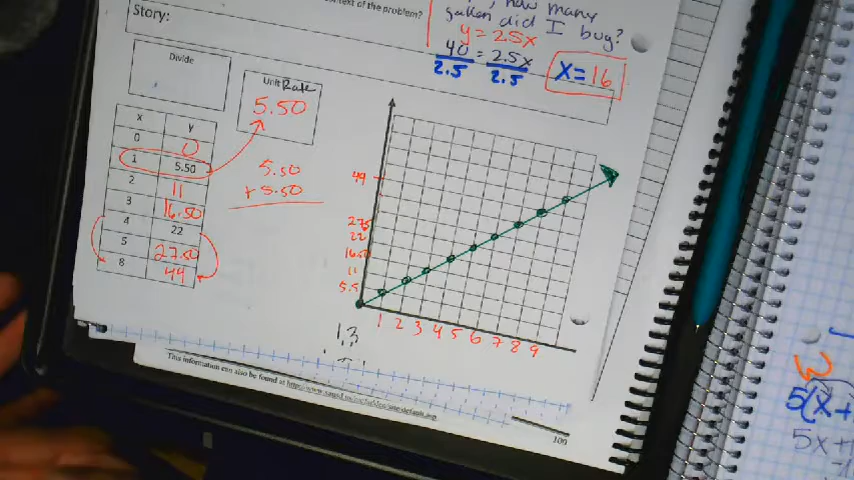 context of the problem?
, how many
gallon did I buy?
y = 2.5x
40 = 2.5x
2.5 2.5
x = 16
Story:
Divide
Unit Rate
5.50
x y
0 0
1 5.50
2 11
3 16.50
4 22
5 27.50
8 44
5.50
+ 5.50
44
27.5
22
16.50
11
5.5
1 2 3 4 5 6 7 8 9
13
This information can also be found at
100
5(x+
5x+